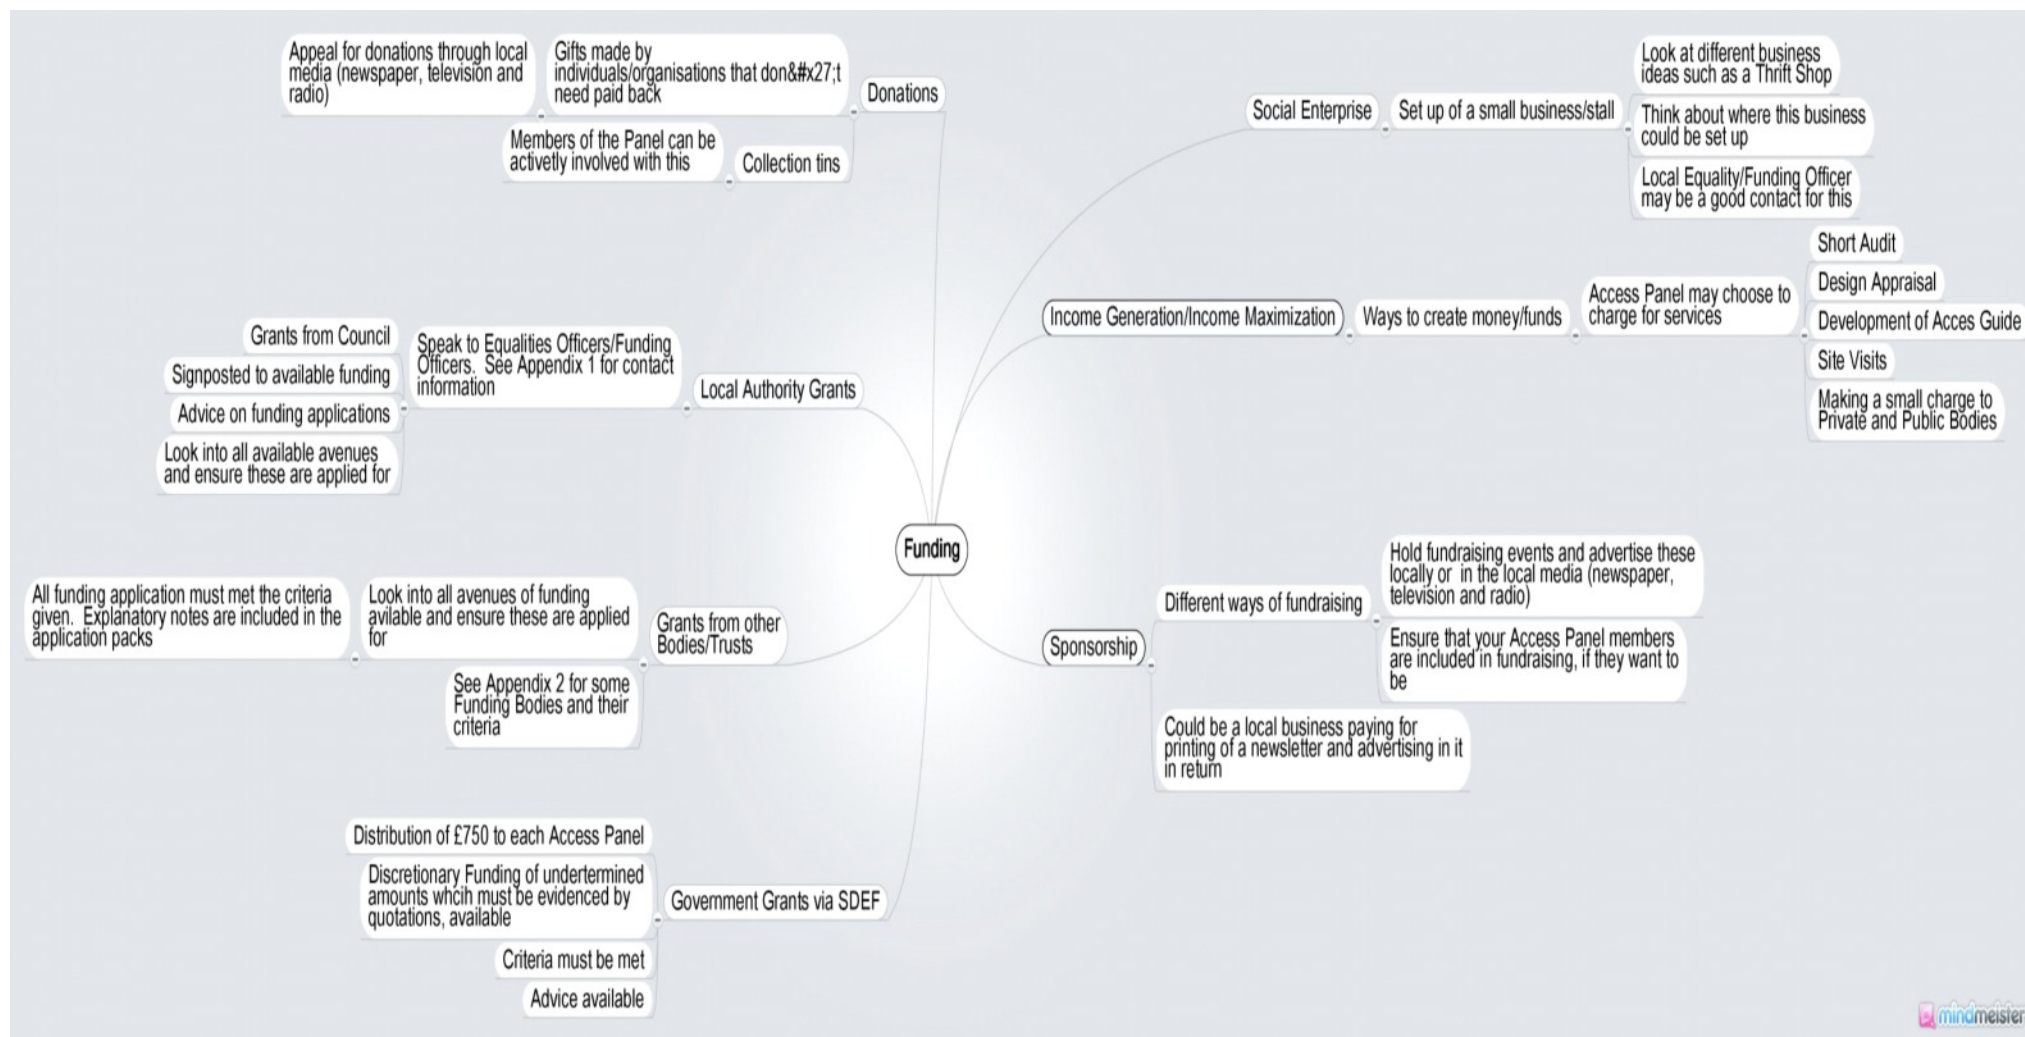 Appeal for donations through local
media (newspaper, television and
radio)
Gifts made by
individuals/organisations that don&#x27;t
need paid back
Donations
Members of the Panel can be
activetly involved with this
Collection tins
Grants from Council
Signposted to available funding
Advice on funding applications
Look into all available avenues
and ensure these are applied for
Speak to Equalities Officers/Funding
Officers.  See Appendix 1 for contact
information
Local Authority Grants
All funding application must met the criteria
given.  Explanatory notes are included in the
application packs
Look into all avenues of funding
avilable and ensure these are applied
for
Grants from other
Bodies/Trusts
See Appendix 2 for some
Funding Bodies and their
criteria
Distribution of £750 to each Access Panel
Discretionary Funding of undertermined
amounts whcih must be evidenced by
quotations, available
Criteria must be met
Advice available
Government Grants via SDEF
Funding
Social Enterprise
Set up of a small business/stall
Look at different business
ideas such as a Thrift Shop
Think about where this business
could be set up
Local Equality/Funding Officer
may be a good contact for this
Income Generation/Income Maximization
Ways to create money/funds
Access Panel may choose to
charge for services
Short Audit
Design Appraisal
Development of Acces Guide
Site Visits
Making a small charge to
Private and Public Bodies
Sponsorship
Different ways of fundraising
Hold fundraising events and advertise these
locally or  in the local media (newspaper,
television and radio)
Ensure that your Access Panel members
are included in fundraising, if they want to
be
Could be a local business paying for
printing of a newsletter and advertising in it
in return
mindmeister